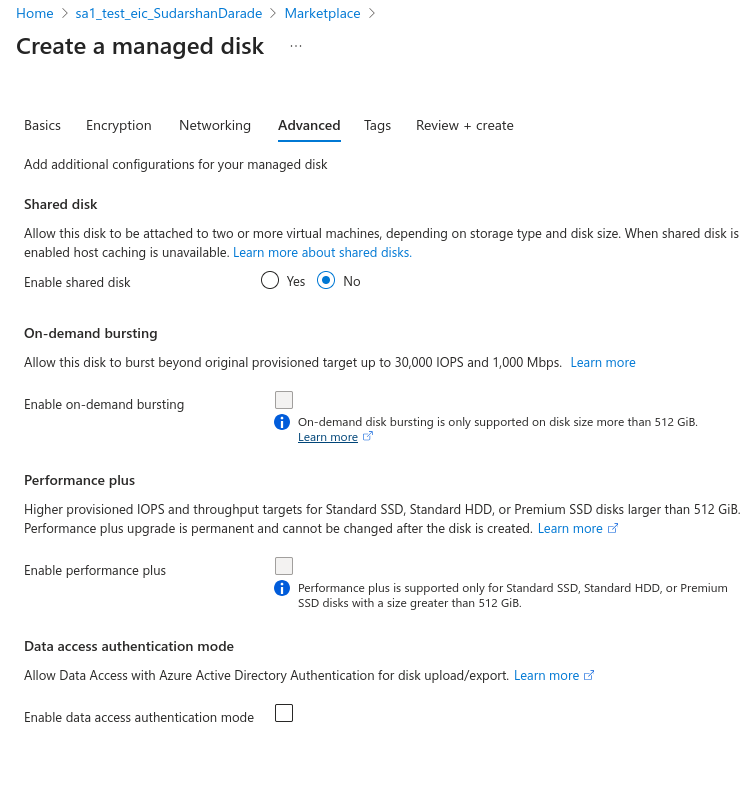 Home > sa1_test_eic_SudarshanDarade > Marketplace >
Create a managed disk ...
Basics Encryption Networking Advanced Tags Review + create
Add additional configurations for your managed disk
Shared disk
Allow this disk to be attached to two or more virtual machines, depending on storage type and disk size. When shared disk is
enabled host caching is unavailable. Learn more about shared disks.
Enable shared disk Yes No
On-demand bursting
Allow this disk to burst beyond original provisioned target up to 30,000 IOPS and 1,000 Mbps. Learn more
Enable on-demand bursting
On-demand disk bursting is only supported on disk size more than 512 GiB.
Learn more
Performance plus
Higher provisioned IOPS and throughput targets for Standard SSD, Standard HDD, or Premium SSD disks larger than 512 GiB.
Performance plus upgrade is permanent and cannot be changed after the disk is created. Learn more
Enable performance plus
Performance plus is supported only for Standard SSD, Standard HDD, or Premium
SSD disks with a size greater than 512 GiB.
Data access authentication mode
Allow Data Access with Azure Active Directory Authentication for disk upload/export. Learn more
Enable data access authentication mode